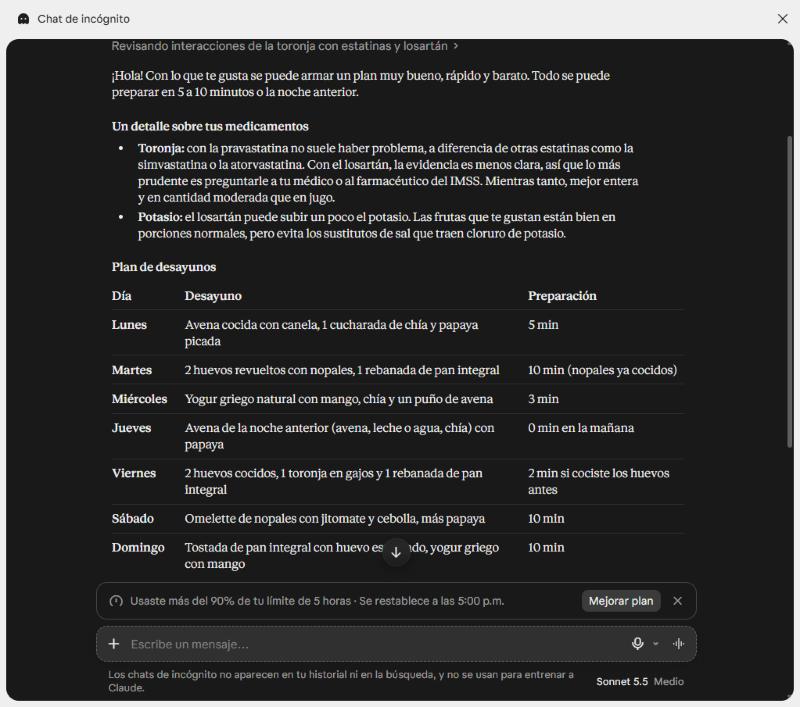 Chat de incógnito
Revisando interacciones de la toronja con estatinas y losartán
¡Hola! Con lo que te gusta se puede armar un plan muy bueno, rápido y barato. Todo se puede
preparar en 5 a 10 minutos o la noche anterior.
Un detalle sobre tus medicamentos
• Toronja: con la pravastatina no suele haber problema, a diferencia de otras estatinas como la
simvastatina o la atorvastatina. Con el losartán, la evidencia es menos clara, así que lo más
prudente es preguntarle a tu médico o al farmacéutico del IMSS. Mientras tanto, mejor entera
y en cantidad moderada que en jugo.
• Potasio: el losartán puede subir un poco el potasio. Las frutas que te gustan están bien en
porciones normales, pero evita los sustitutos de sal que traen cloruro de potasio.
Plan de desayunos
Día Desayuno Preparación
Lunes Avena cocida con canela, 1 cucharada de chía y papaya 5 min
picada
Martes 2 huevos revueltos con nopales, 1 rebanada de pan integral 10 min (nopales ya cocidos)
Miércoles Yogur griego natural con mango, chía y un puño de avena 3 min
Jueves Avena de la noche anterior (avena, leche o agua, chía) con 0 min en la mañana
papaya
Viernes 2 huevos cocidos, 1 toronja en gajos y 1 rebanada de pan 2 min si cociste los huevos
integral antes
Sábado Omelette de nopales con jitomate y cebolla, más papaya 10 min
Domingo Tostada de pan integral con huevo yogur griego 10 min
con mango
Usaste más del 90% de tu límite de 5 horas · Se restablece a las 5:00 p.m. Mejorar plan
Escribe un mensaje...
Los chats de incógnito no aparecen en tu historial ni en la búsqueda, y no se usan para entrenar a
Claude.
Sonnet 5.5 Medio